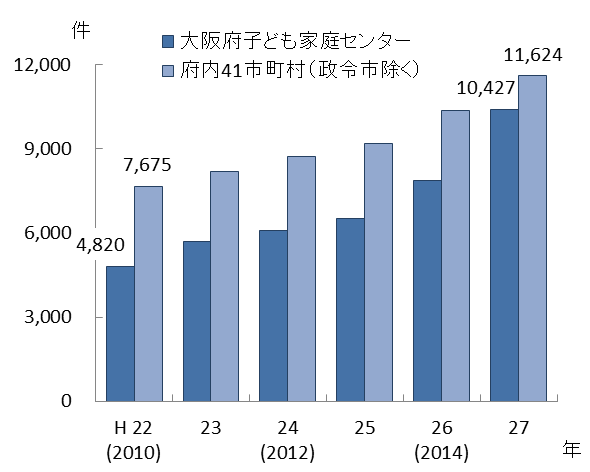 件
大阪府子ども家庭センター
府内41市町村（政令市除く）
12,000
9,000
6,000
3,000
0
4,820
7,675
10,427
11,624
H 22 23 24 25 26 27
(2010) (2012) (2014)
年